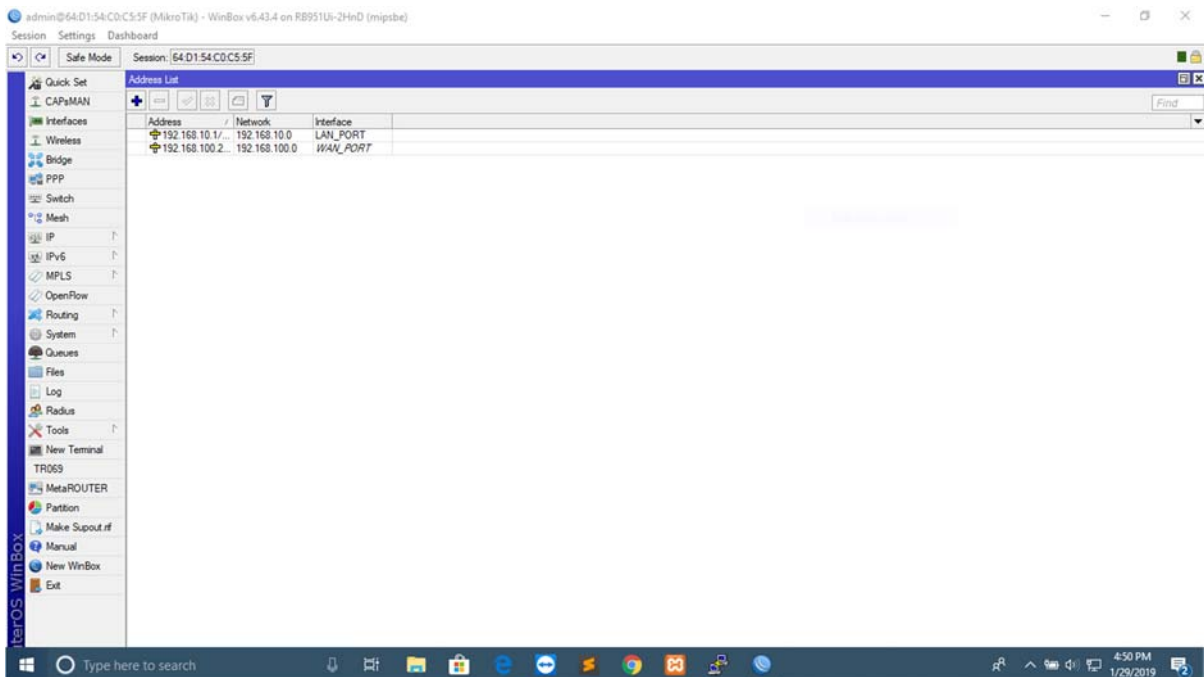 admin@64:D1:54:C0:C5:5F (MikroTik) - WinBox v6.43.4 on RB951Ui-2HnD (mipsbe)
Session Settings Dashboard
Safe Mode Session: 64:D1:54:C0:C5:5F
Address List
Find
Address / Network Interface
192.168.10.1/... 192.168.10.0 LAN_PORT
192.168.100.2... 192.168.100.0 WAN_PORT
Quick Set
CAPsMAN
Interfaces
Wireless
Bridge
PPP
Switch
Mesh
IP
IPv6
MPLS
OpenFlow
Routing
System
Queues
Files
Log
Radius
Tools
New Terminal
TR069
MetaROUTER
Partition
Make Supout.rif
Manual
New WinBox
Exit
terOS WinBox
Type here to search
4:50 PM
1/29/2019
2